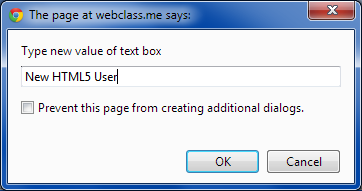 The page at webclass.me says:
Type new value of text box
New HTML5 User
Prevent this page from creating additional dialogs.
OK Cancel